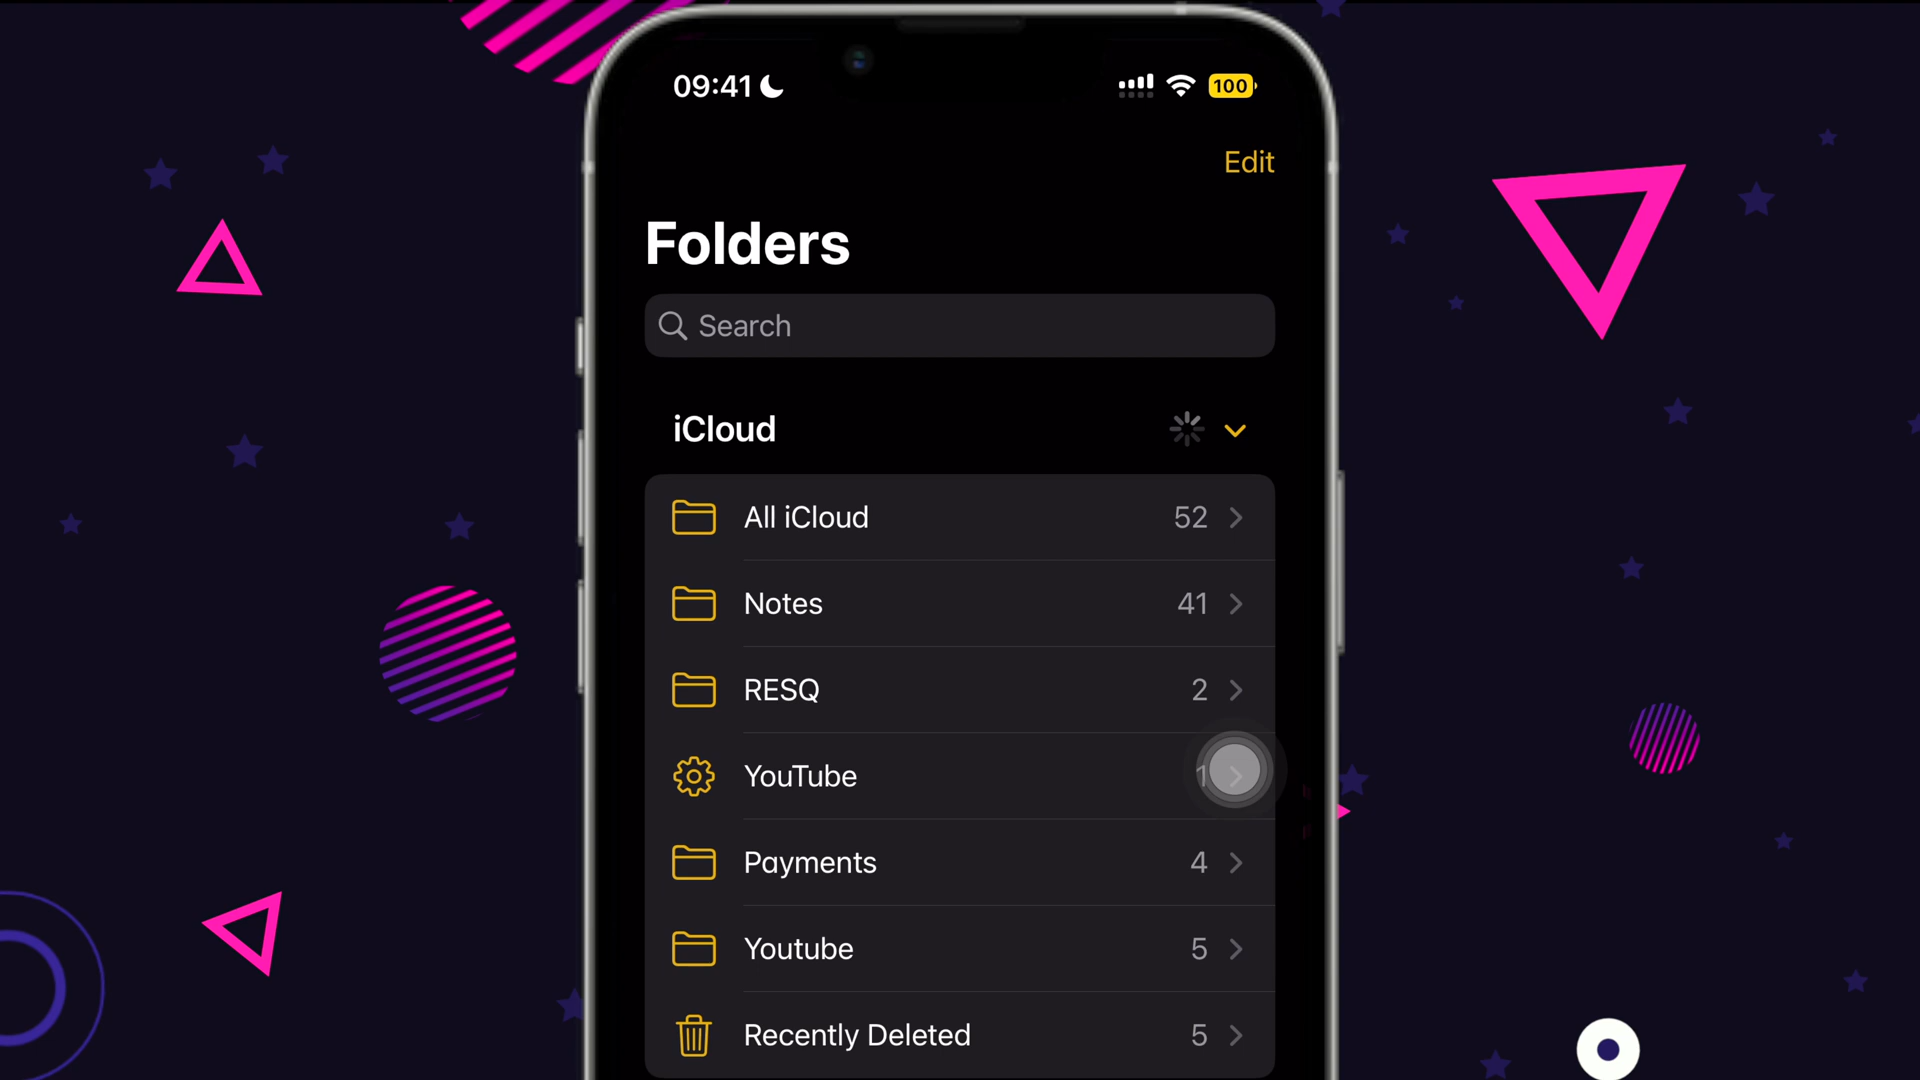 09:41
100
Edit
Folders
Search
iCloud
All iCloud 52
Notes 41
RESQ 2
YouTube 1
Payments 4
Youtube 5
Recently Deleted 5